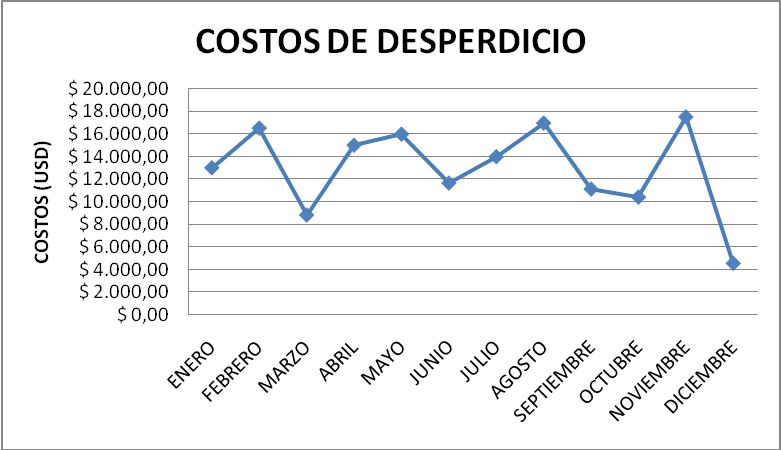 COSTOS DE DESPERDICIO
COSTOS (USD)
$ 20.000,00
$ 18.000,00
$ 16.000,00
$ 14.000,00
$ 12.000,00
$ 10.000,00
$ 8.000,00
$ 6.000,00
$ 4.000,00
$ 2.000,00
$ 0,00
ENERO
FEBRERO
MARZO
ABRIL
MAYO
JUNIO
JULIO
AGOSTO
SEPTIEMBRE
OCTUBRE
NOVIEMBRE
DICIEMBRE